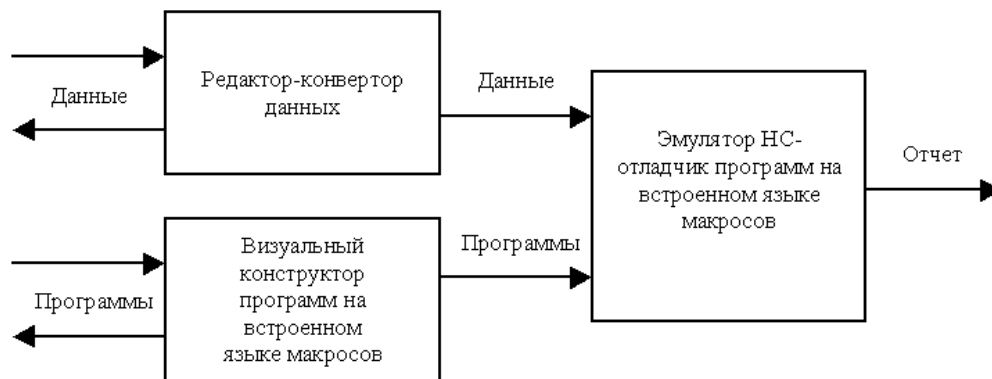 Данные
Редактор-конвертор
данных
Данные
Эмулятор НС-
отладчик программ на
встроенном языке
макросов
Отчет
Программы
Визуальный
конструктор
программ на
встроенном
языке макросов
Программы